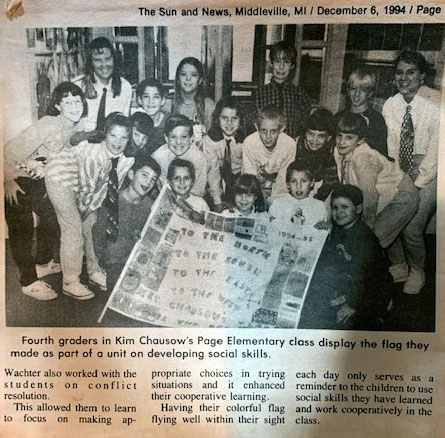 The Sun and News, Middleville, MI / December 6, 1994 / Page
1994-95
TO THE NORTH
TO THE SOUTH
TO THE EAST
TO THE WEST
CHAUSOW'S
Fourth graders in Kim Chausow's Page Elementary class display the flag they
made as part of a unit on developing social skills.
Wachter also worked with the
students on conflict
resolution.
This allowed them to learn
to focus on making ap-
propriate choices in trying
situations and it enhanced
their cooperative learning.
Having their colorful flag
flying well within their sight
each day only serves as a
reminder to the children to use
social skills they have learned
and work cooperatively in the
class.